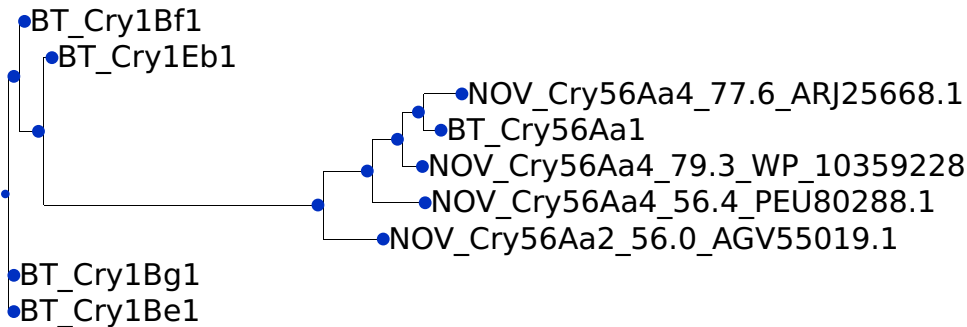 BT_Cry1Bf1
BT_Cry1Eb1
NOV_Cry56Aa4_77.6_ARJ25668.1
BT_Cry56Aa1
NOV_Cry56Aa4_79.3_WP_10359228
NOV_Cry56Aa4_56.4_PEU80288.1
NOV_Cry56Aa2_56.0_AGV55019.1
BT_Cry1Bg1
BT_Cry1Be1